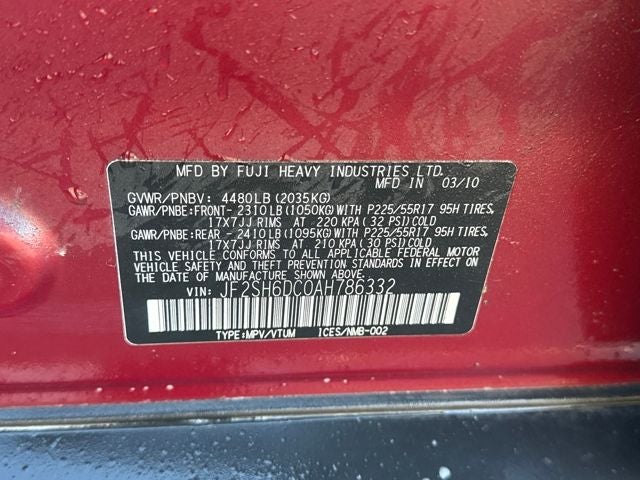 MFD BY FUJI HEAVY INDUSTRIES LTD.
MFD IN 03/10
GVWR/PNBV: 4480LB (2035KG)
GAWR/PNBE:FRONT- 2310LB(1050KG)WITH P225/55R17 95H TIRES,
17X7JJ RIMS AT 220 KPA(32 PSI)COLD
GAWR/PNBE:REAR -2410LB(1095KG)WITH P225/55R17 95H TIRES,
17X7JJ RIMS AT 210 KPA(30 PSI)COLD
THIS VEHICLE CONFORMS TO ALL APPLICABLE FEDERAL MOTOR
VEHICLE SAFETY AND THEFT PREVENTION STANDARDS IN EFFECT
ON THE DATE OF MANUFACTURE SHOWN ABOVE.
VIN: JF2SH6DC0AH786332
TYPE:MPV/VTUM ICES/NMB-002